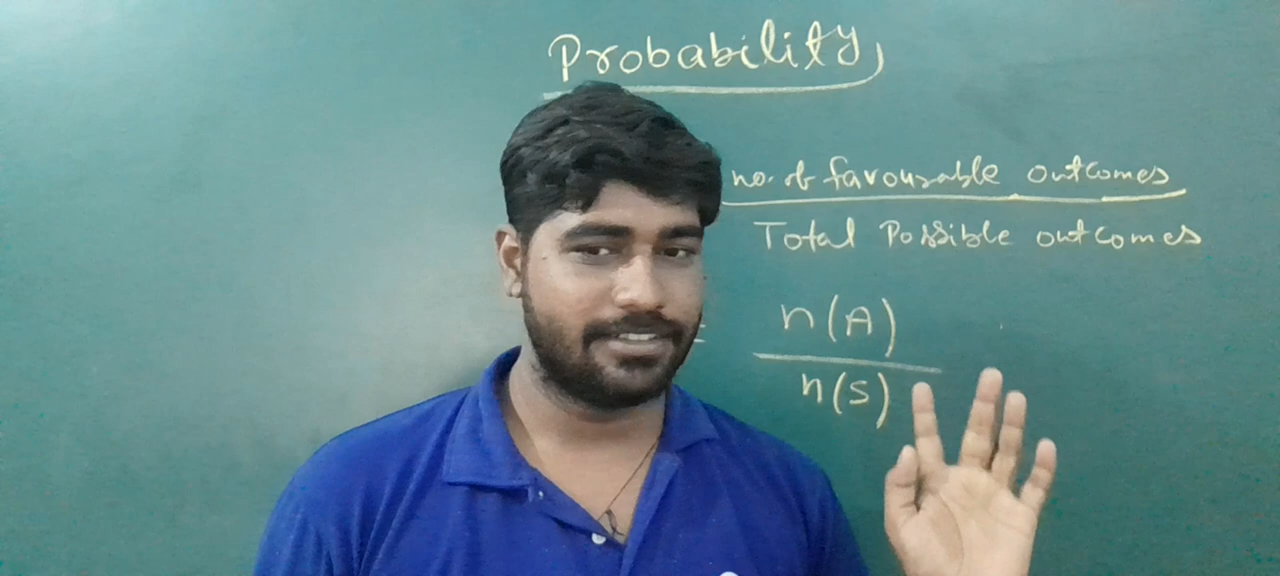 Probability
no. of favourable outcomes
Total Possible outcomes
= n(A)
n(S)